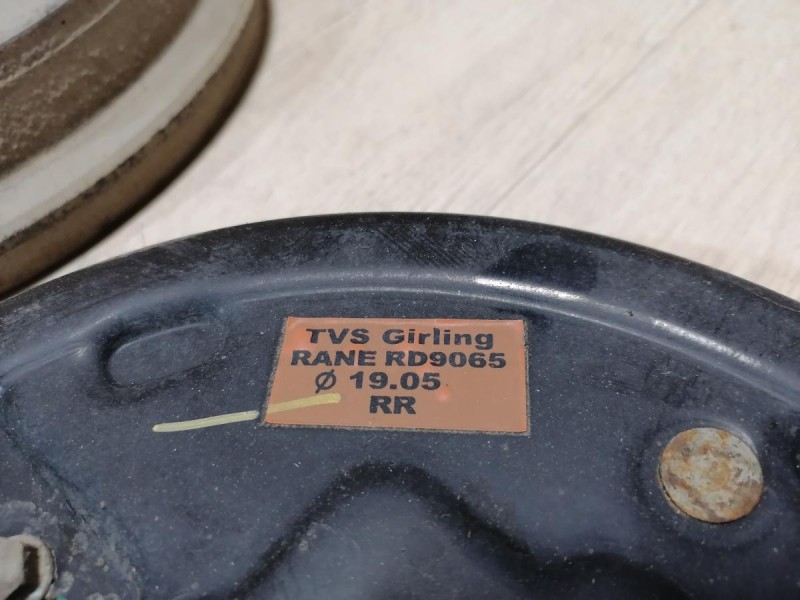 TVS Girling
RANE RD9065
Ø 19.05
RR